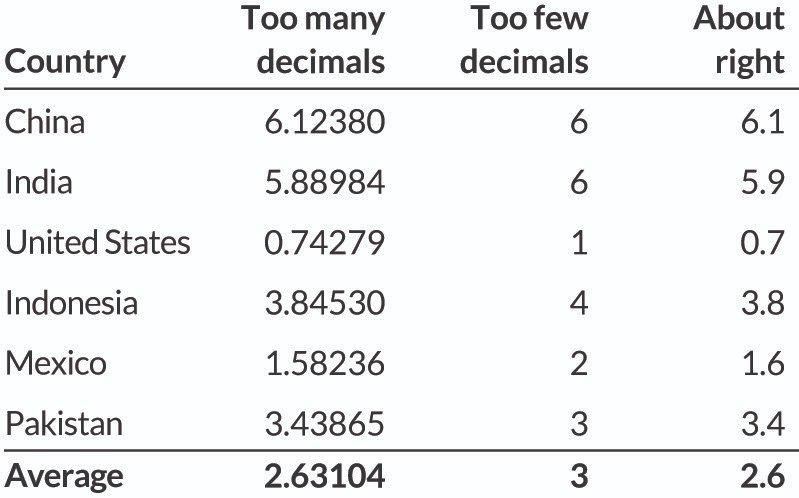 Country Too many decimals Too few decimals About right
China 6.12380 6 6.1
India 5.88984 6 5.9
United States 0.74279 1 0.7
Indonesia 3.84530 4 3.8
Mexico 1.58236 2 1.6
Pakistan 3.43865 3 3.4
Average 2.63104 3 2.6